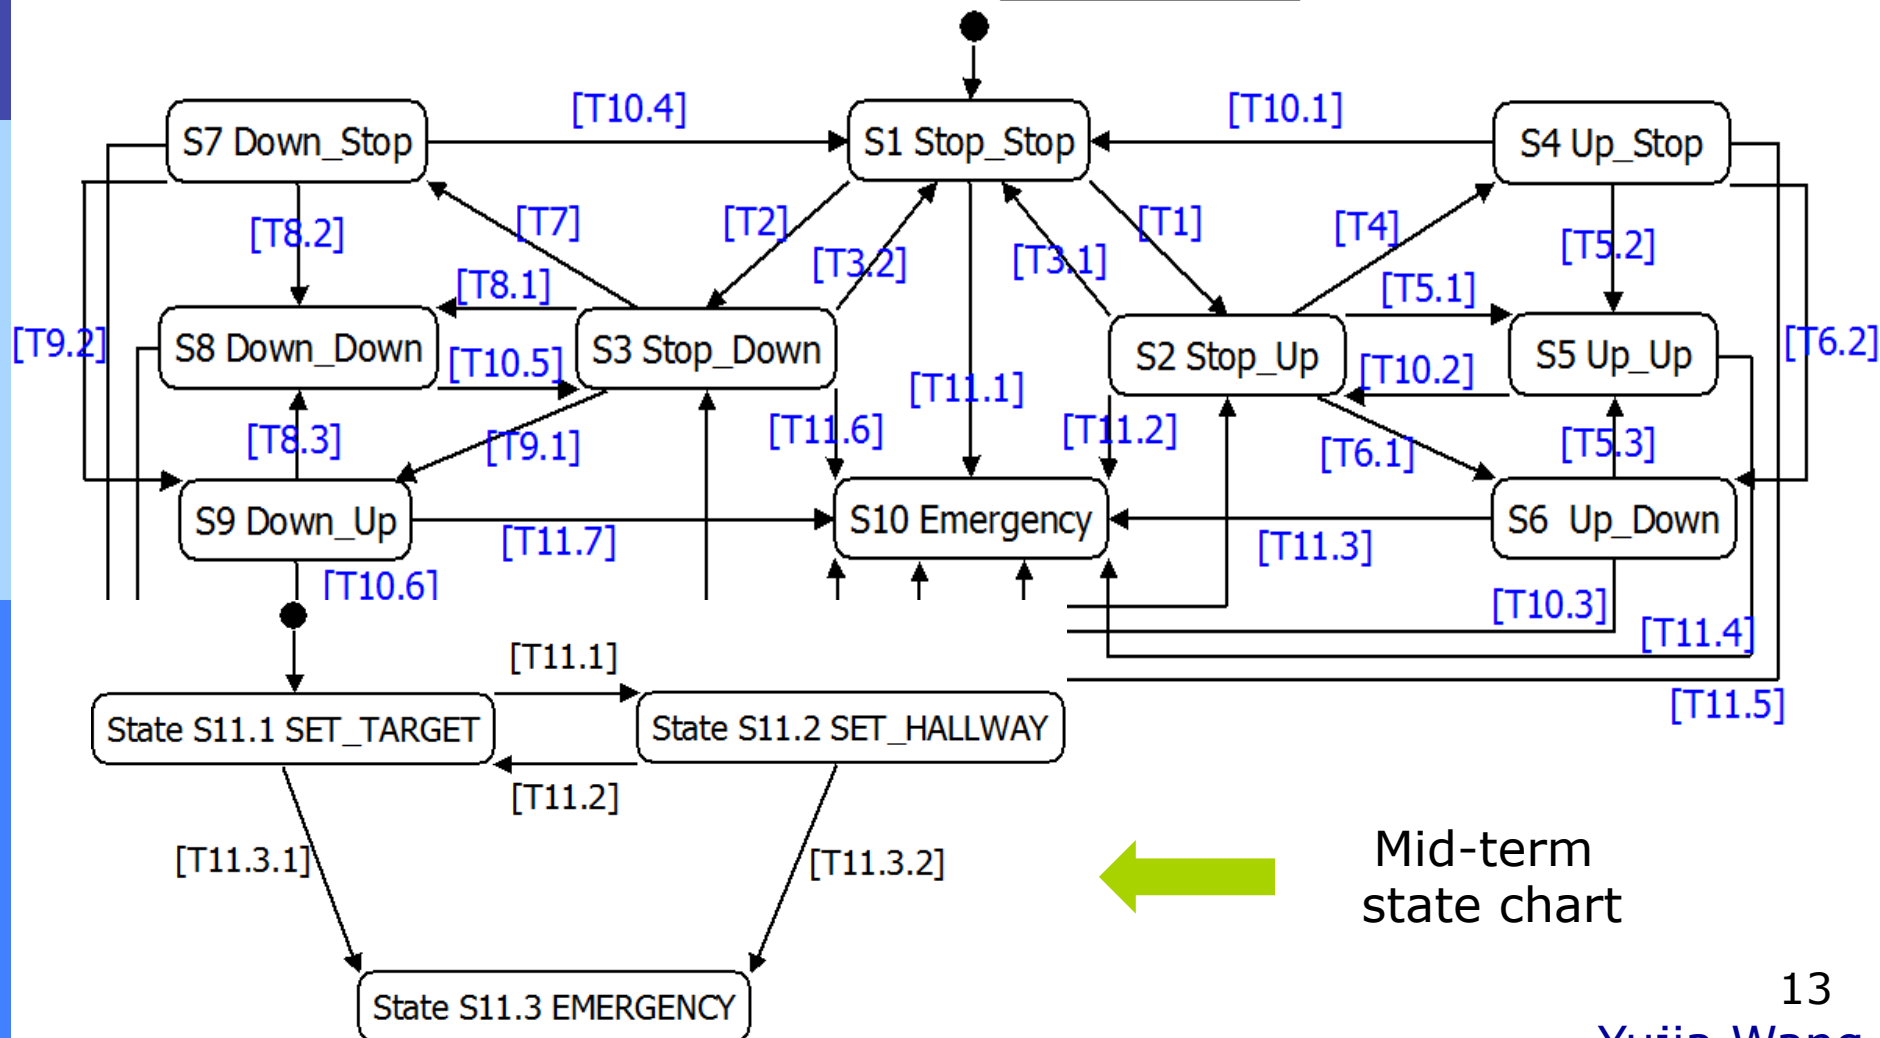 [T10.4]
[T10.1]
S7 Down_Stop
S1 Stop_Stop
S4 Up_Stop
[T8.2]
[T7]
[T2]
[T3.2]
[T3.1]
[T1]
[T4]
[T5.2]
[T8.1]
[T5.1]
[T9.2]
S8 Down_Down
[T10.5]
S3 Stop_Down
[T11.1]
S2 Stop_Up
[T10.2]
S5 Up_Up
[T6.2]
[T8.3]
[T9.1]
[T11.6]
[T11.2]
[T6.1]
[T5.3]
S9 Down_Up
[T11.7]
S10 Emergency
[T11.3]
S6 Up_Down
[T10.6]
[T10.3]
[T11.4]
[T11.5]
[T11.1]
State S11.1 SET_TARGET
State S11.2 SET_HALLWAY
[T11.2]
[T11.3.1]
[T11.3.2]
State S11.3 EMERGENCY
Mid-term
state chart
13
Yujia Wang